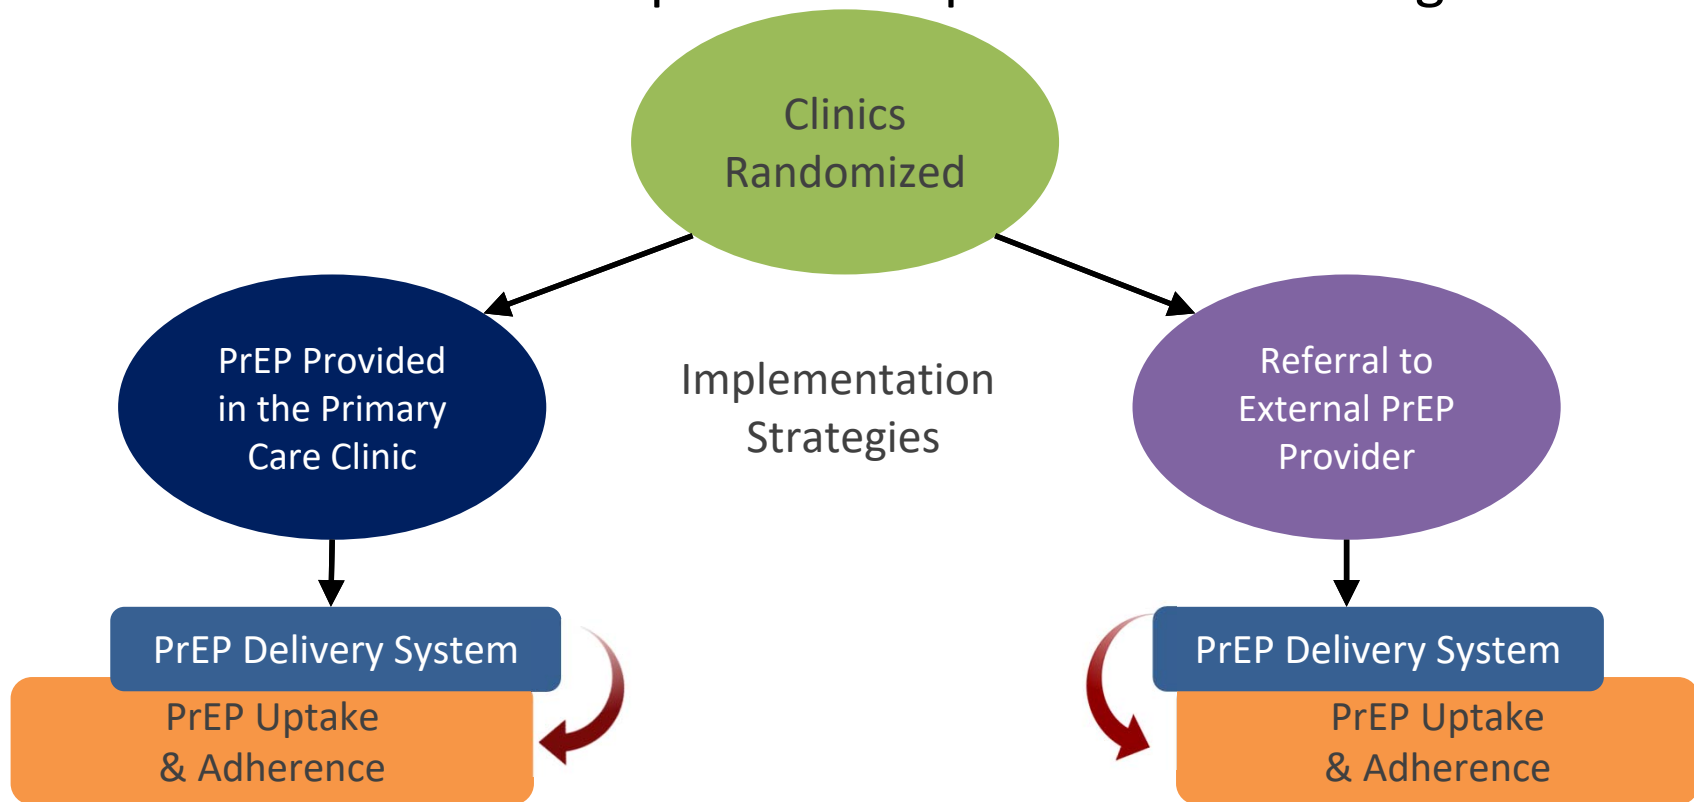 Clinics
Randomized
PrEP Provided
in the Primary
Care Clinic
Implementation
Strategies
Referral to
External PrEP
Provider
PrEP Delivery System
PrEP Uptake
& Adherence
PrEP Delivery System
PrEP Uptake
& Adherence